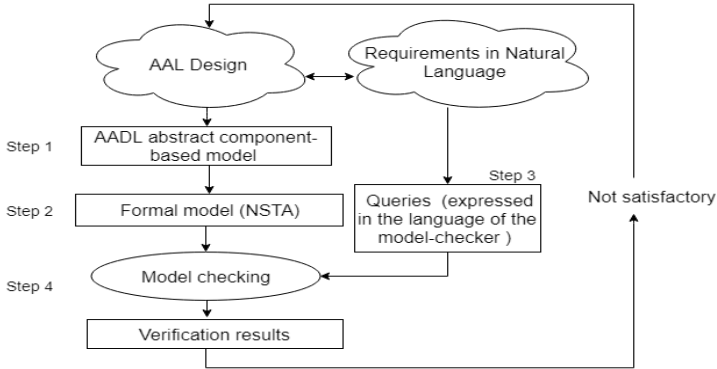 AAL Design
Requirements in Natural
Language
Step 1
AADL abstract component-
based model
Step 3
Step 2
Formal model (NSTA)
Queries (expressed
in the language of the
model-checker )
Not satisfactory
Step 4
Model checking
Verification results